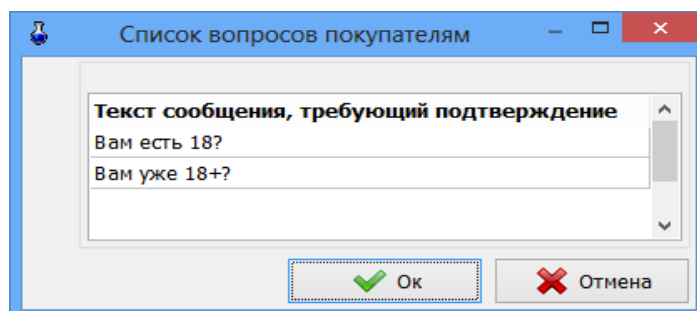 Список вопросов покупателям
Текст сообщения, требующий подтверждение
Вам есть 18?
Вам уже 18+?
Ок
Отмена